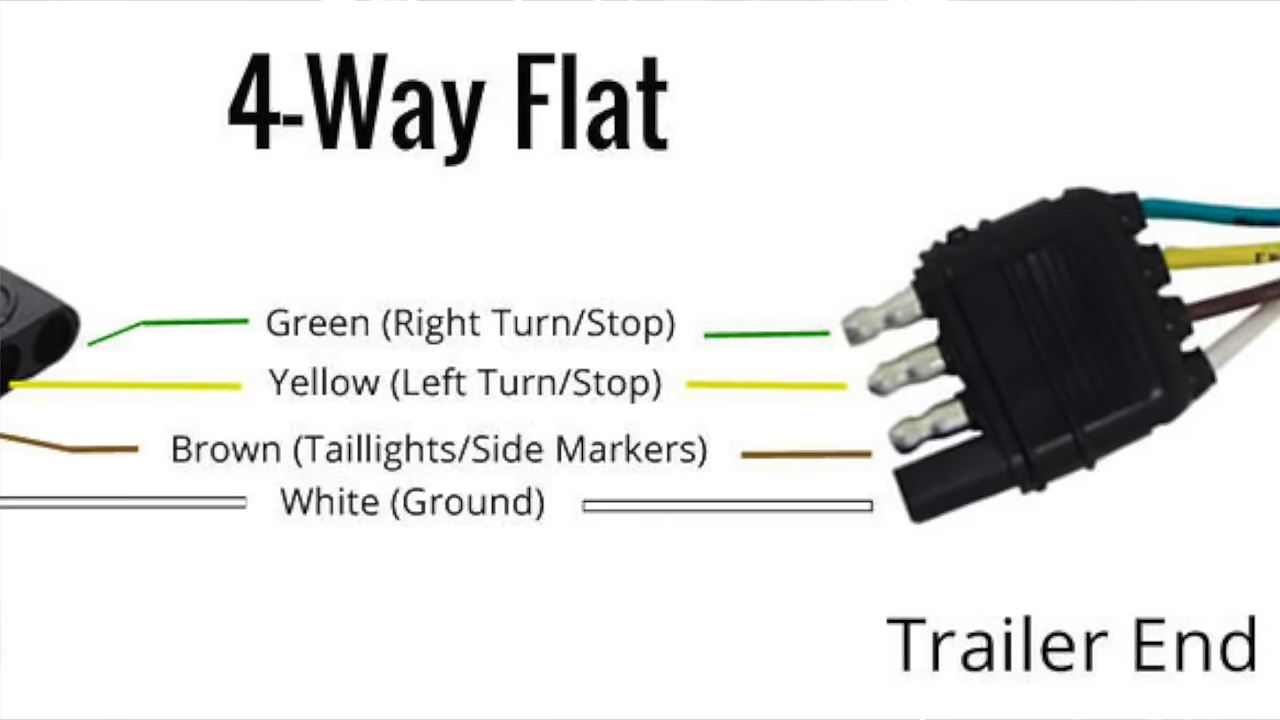 4-Way Flat
Green (Right Turn/Stop)
Yellow (Left Turn/Stop)
Brown (Taillights/Side Markers)
White (Ground)
Trailer End